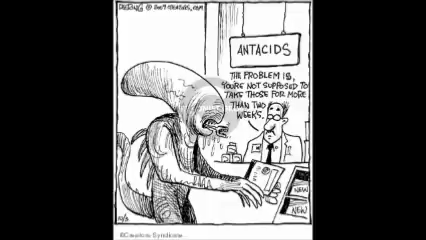 ANTACIDS
THE PROBLEM IS,
YOU'RE NOT SUPPOSED TO
TAKE THOSE FOR MORE
THAN TWO
WEEKS.
NEW
NEW
©Creators Syndicate